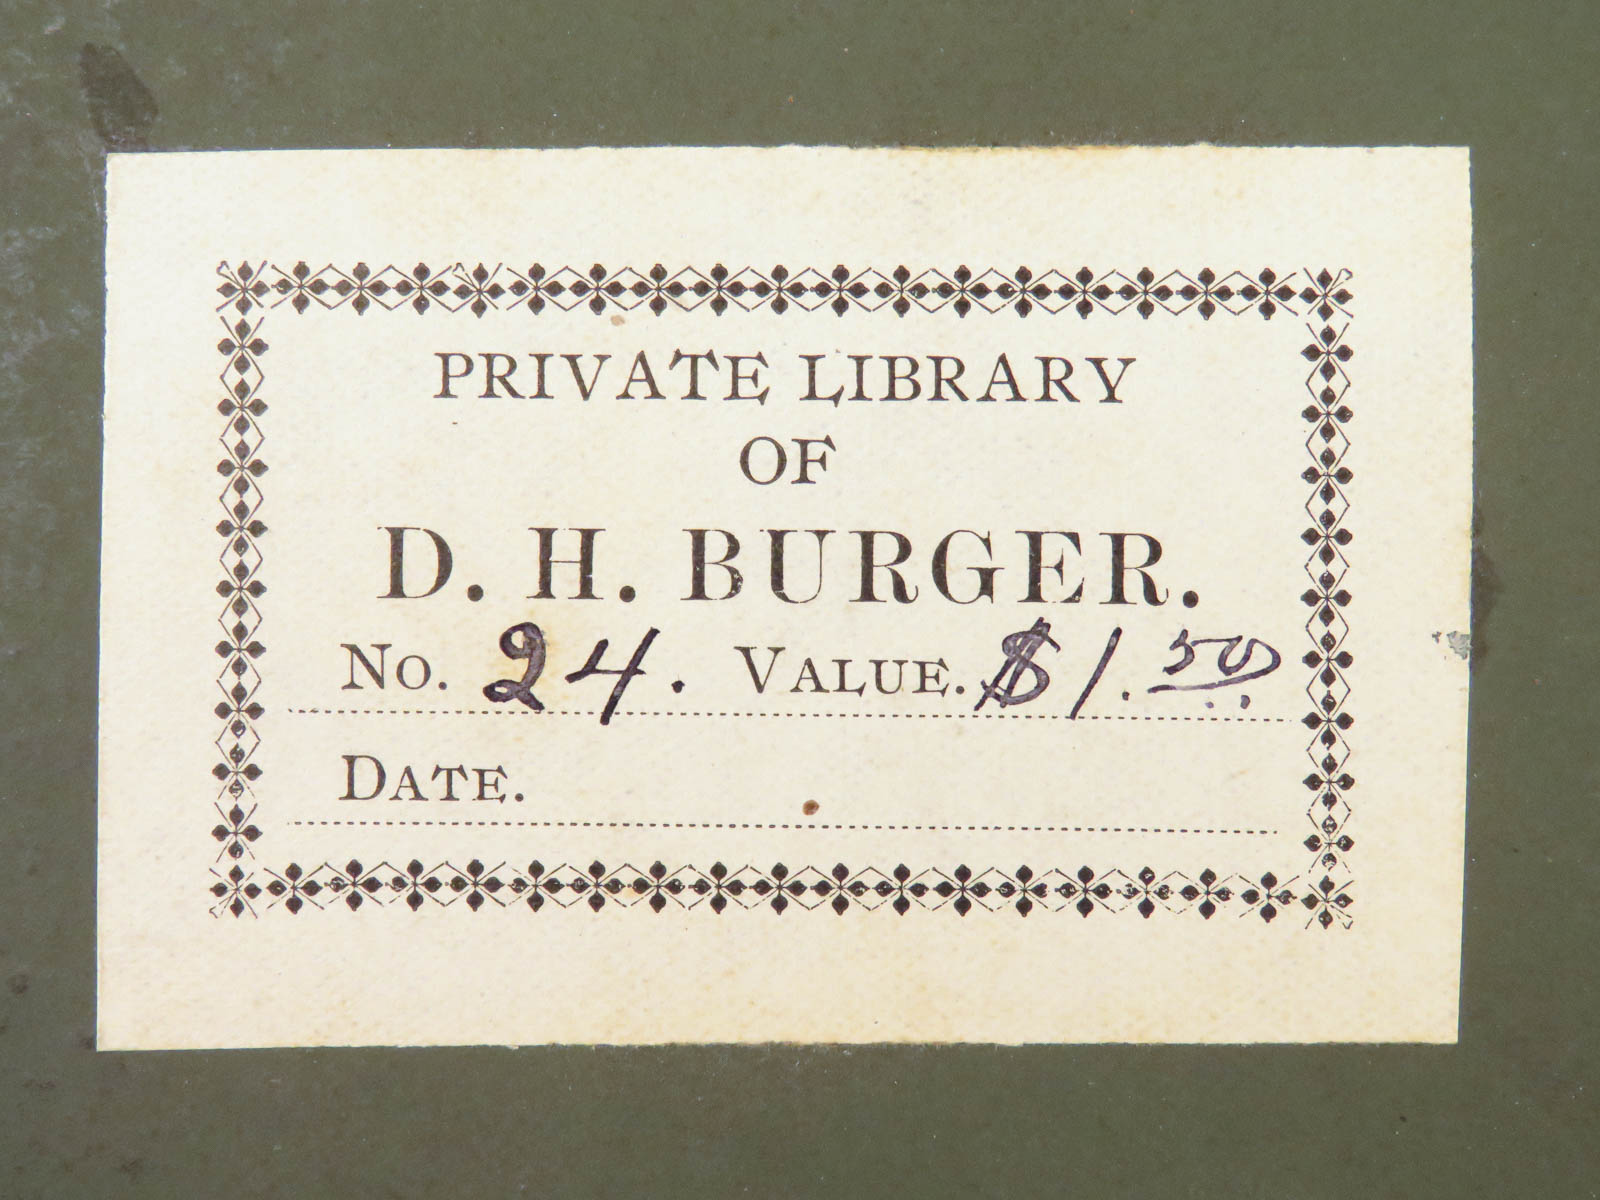 PRIVATE LIBRARY
OF
D. H. BURGER.
No. 24. VALUE. $1.50
DATE.